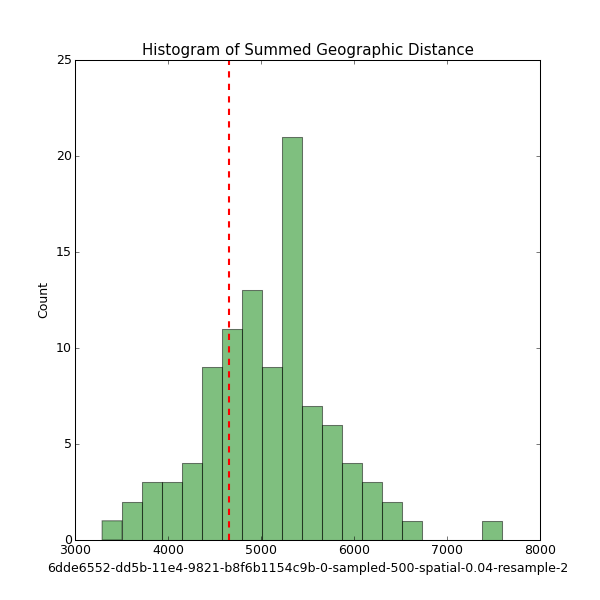 Histogram of Summed Geographic Distance
25
20
15
10
5
0
Count
3000 4000 5000 6000 7000 8000
6dde6552-dd5b-11e4-9821-b8f6b1154c9b-0-sampled-500-spatial-0.04-resample-2